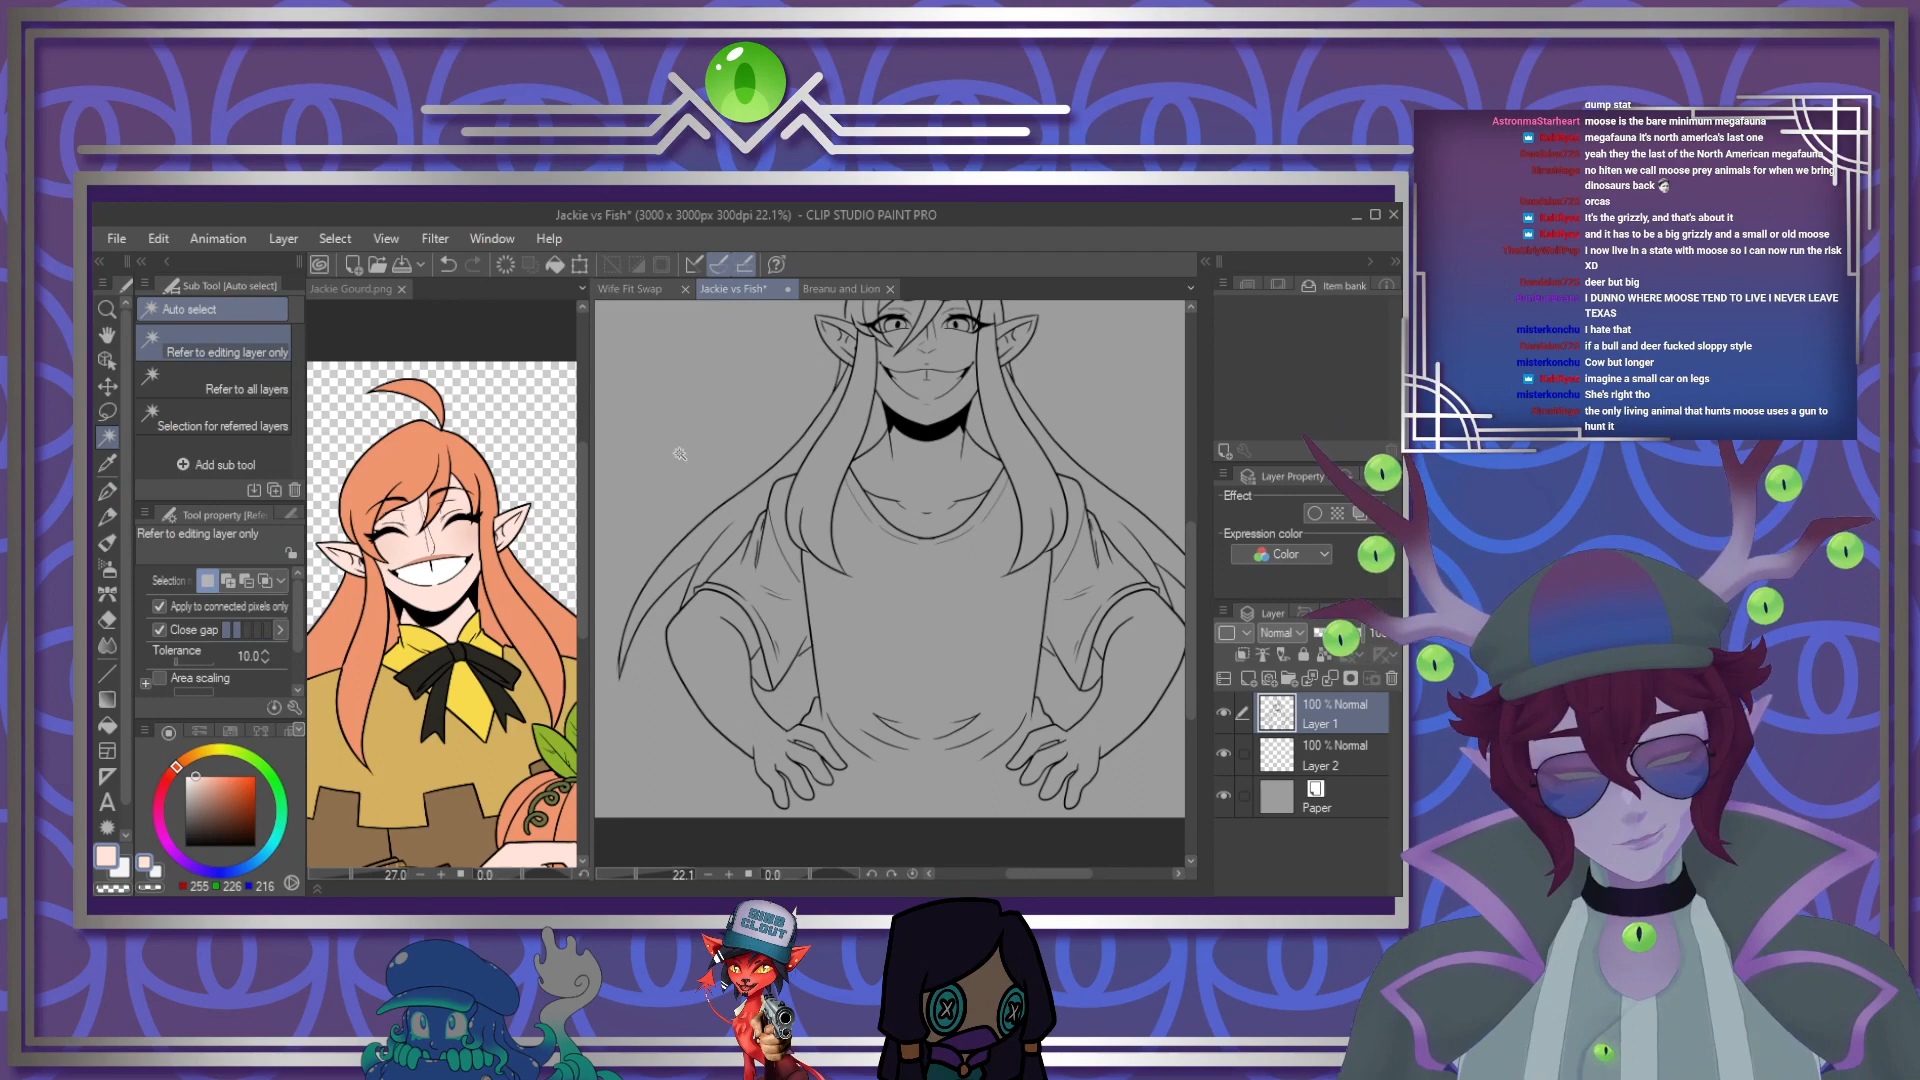 dump stat
AstronmaStarheart moose is the bare minimum megafauna
megafauna it's north america's last one
yeah they the last of the North American megafauna
no hiten we call moose prey animals for when we bring
dinosaurs back
orcas
It's the grizzly, and that's about it
and it has to be a big grizzly and a small or old moose
I now live in a state with moose so I can now run the risk
XD
deer but big
I DUNNO WHERE MOOSE TEND TO LIVE I NEVER LEAVE
TEXAS
misterkonchu I hate that
if a bull and deer fucked sloppy style
misterkonchu Cow but longer
imagine a small car on legs
misterkonchu She's right tho
the only living animal that hunts moose uses a gun to
hunt it
Jackie vs Fish* (3000 x 3000px 300dpi 22.1%) - CLIP STUDIO PAINT PRO
File Edit Animation Layer Select View Filter Window Help
Sub Tool [Auto select]
Jackie Gourd.png
Wife Fit Swap
Jackie vs Fish*
Breanu and Lion
Item bank
Auto select
Refer to editing layer only
Refer to all layers
Selection for referred layers
Add sub tool
Tool property [Refe
Refer to editing layer only
Selection
Apply to connected pixels only
Close gap
Tolerance
10.0
Area scaling
255 226 216
27.0 0.0
22.1 0.0
Layer Property
Effect
Expression color
Color
Layer
Normal
100 % Normal
Layer 1
100 % Normal
Layer 2
Paper
A
CLOUT